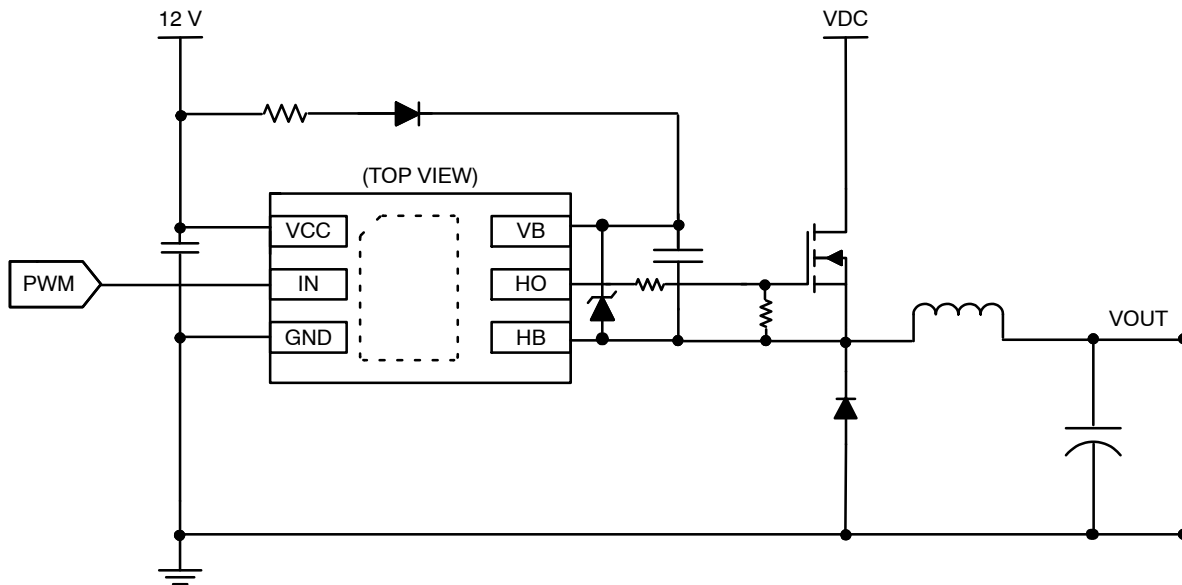 12 V
VDC
(TOP VIEW)
VCC
VB
PWM
IN
HO
GND
HB
VOUT